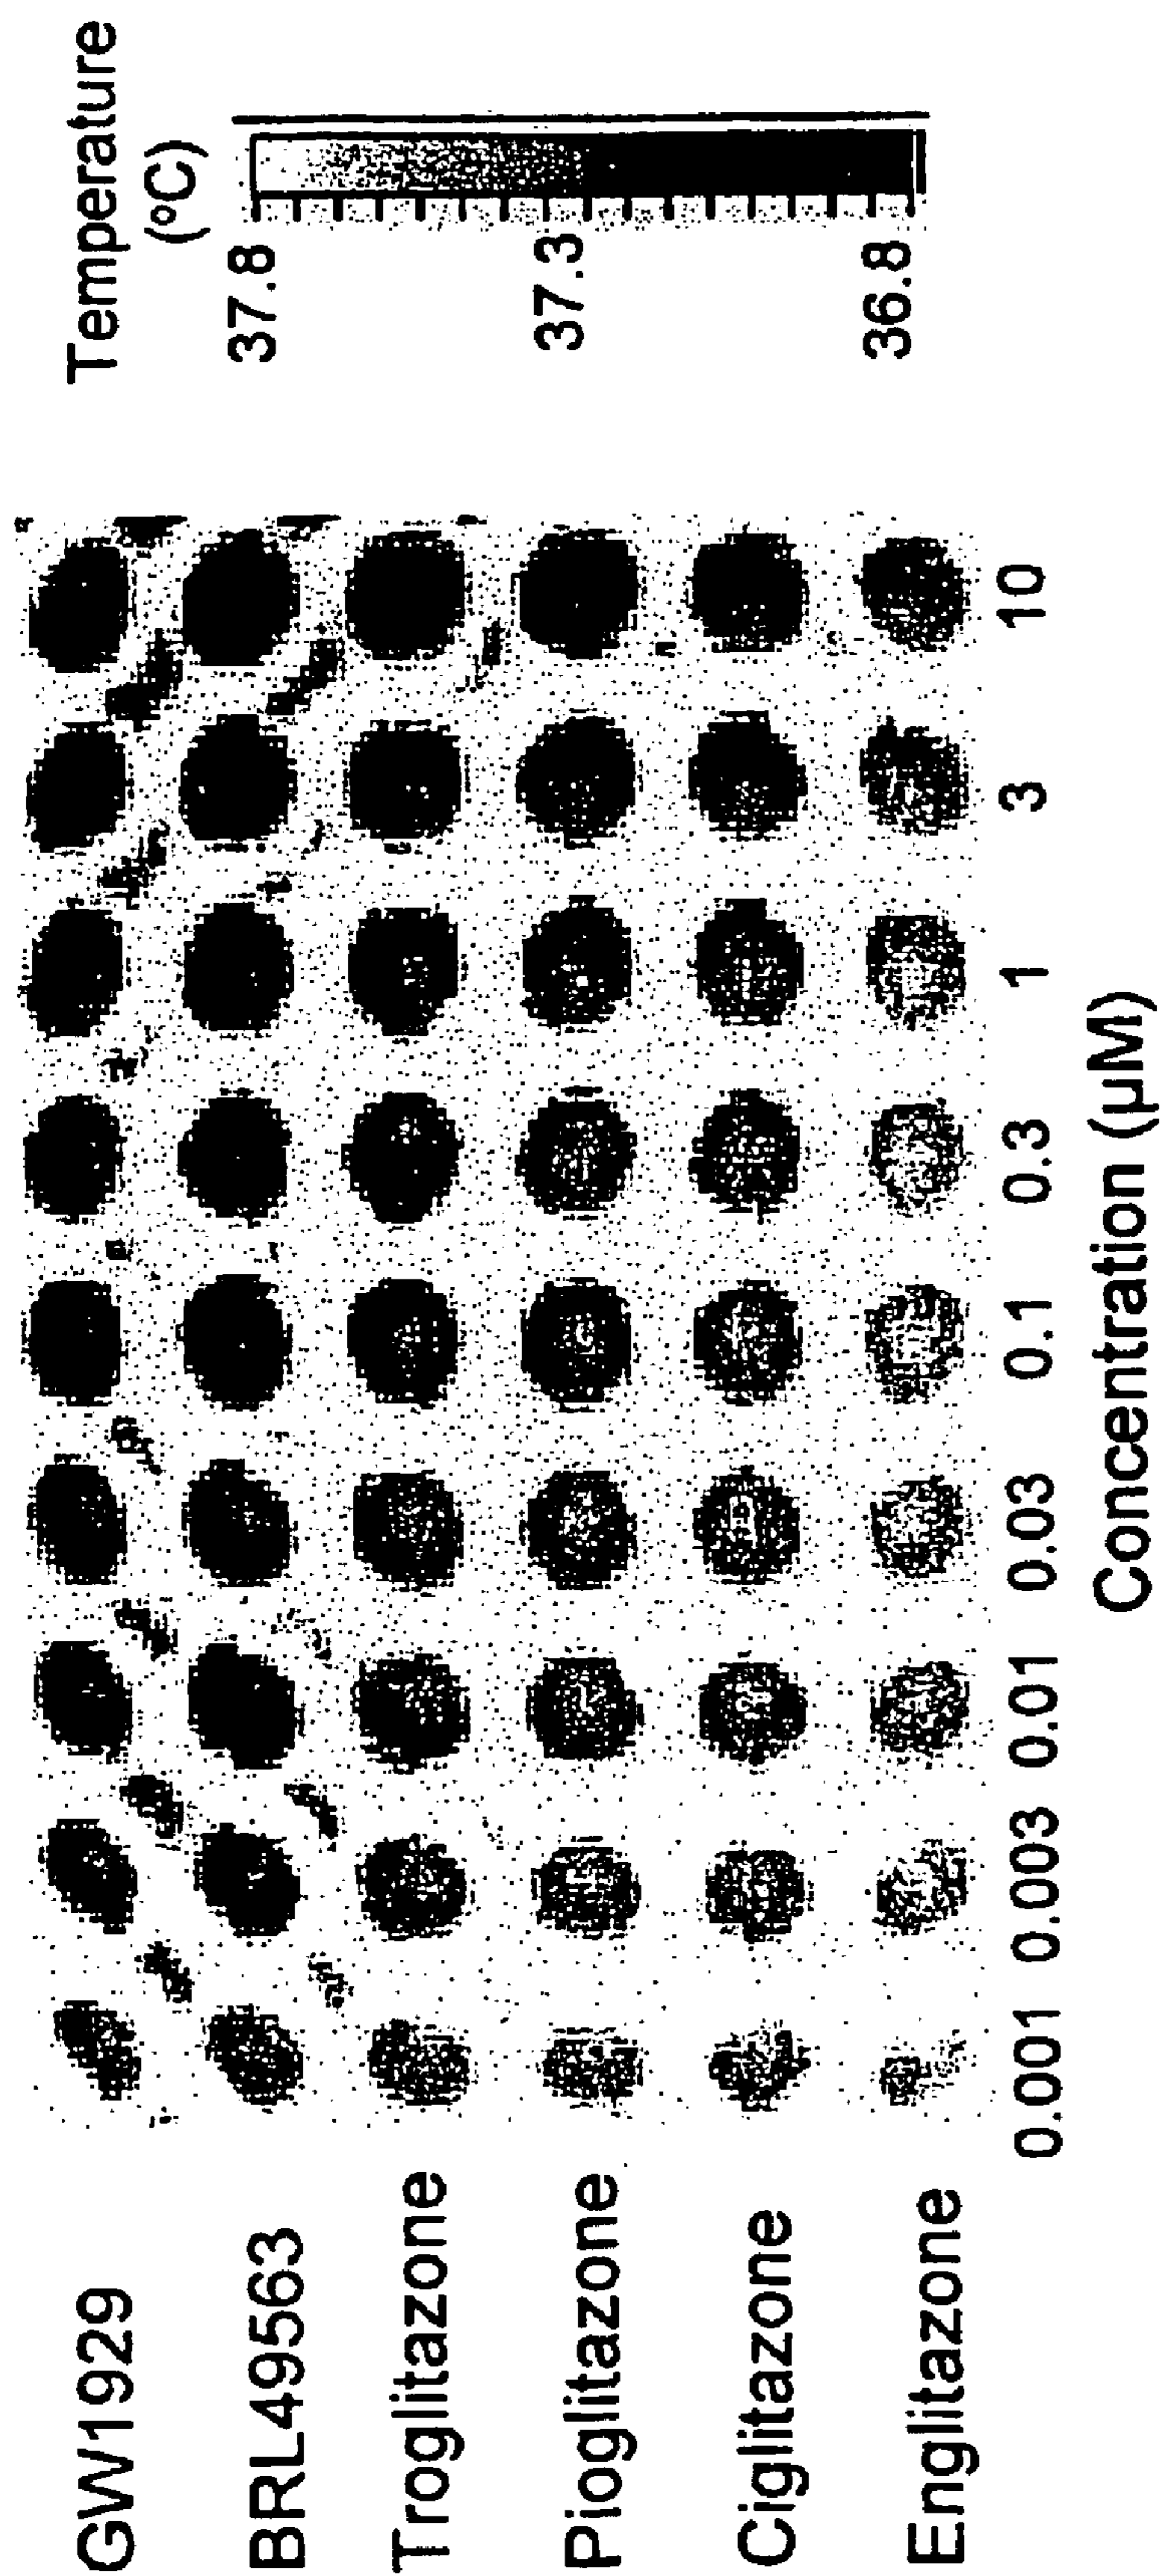 GW1929
BRL49563
Troglitazone
Pioglitazone
Ciglitazone
Englitazone
0.001 0.003 0.01 0.03 0.1 0.3 1 3 10
Concentration (µM)
Temperature
(°C)
37.8
37.3
36.8